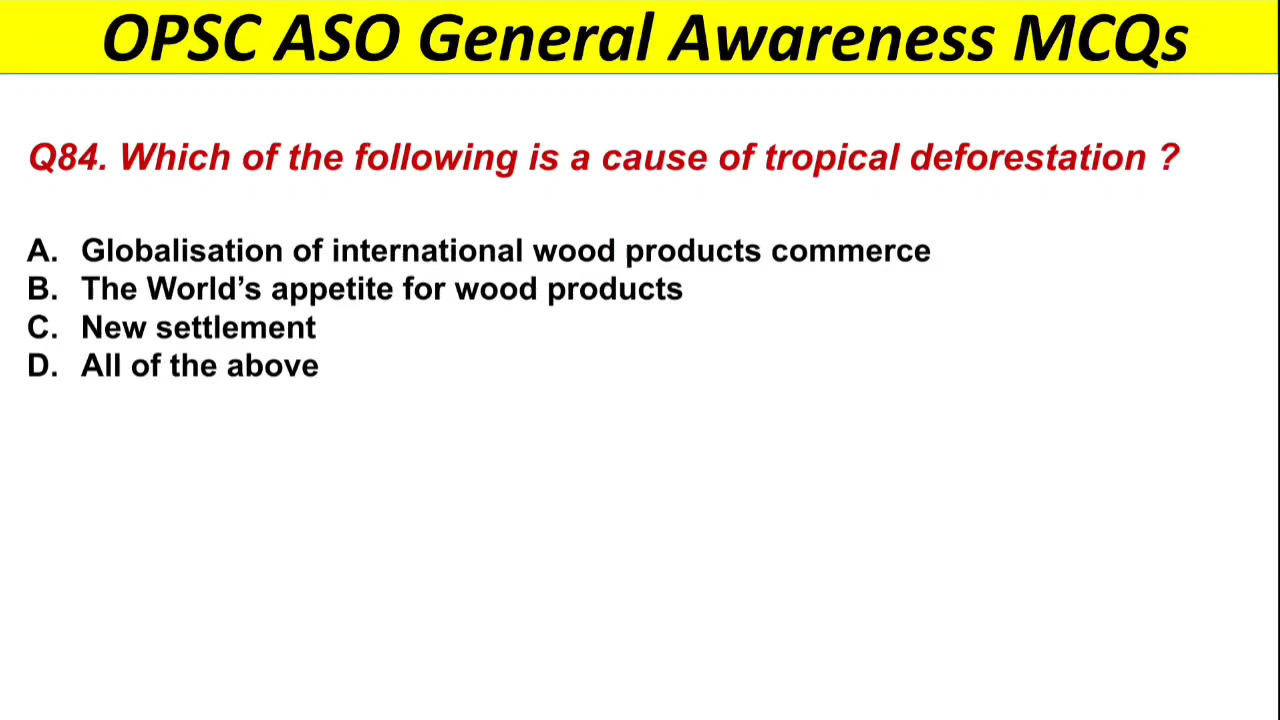 OPSC ASO General Awareness MCQs
Q84. Which of the following is a cause of tropical deforestation ?
A. Globalisation of international wood products commerce
B. The World’s appetite for wood products
C. New settlement
D. All of the above